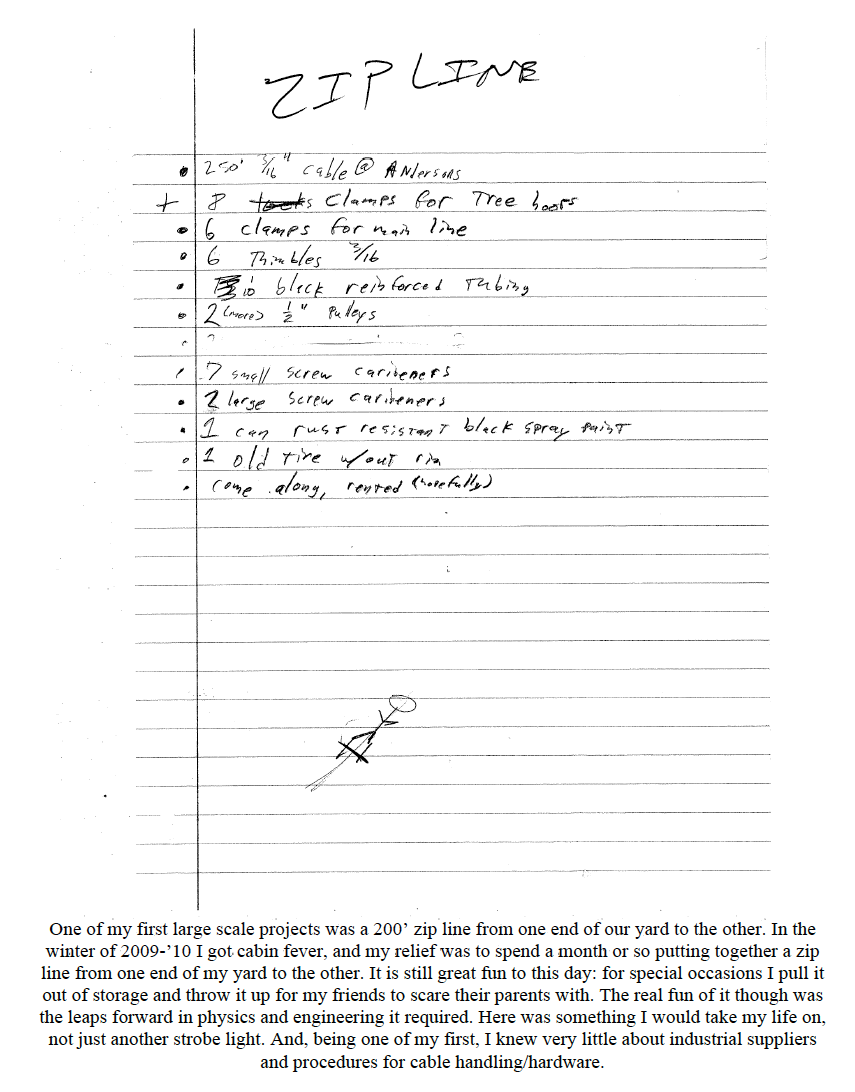 ZIP LINE
• 250' 3/16" cable @ Andersons
+ 8 clamps for Tree hooks
• 6 clamps for main line
• 6 Thimbles 3/16
• 10 black reinforced Tubing
• 2 (more) 1/2" Pulleys
7 small screw caribeners
• 2 large screw caribeners
• 1 can rust resistant black spray paint
• 1 old tire w/out rim
• come along, rented (hopefully)
One of my first large scale projects was a 200’ zip line from one end of our yard to the other. In the
winter of 2009-’10 I got cabin fever, and my relief was to spend a month or so putting together a zip
line from one end of my yard to the other. It is still great fun to this day: for special occasions I pull it
out of storage and throw it up for my friends to scare their parents with. The real fun of it though was
the leaps forward in physics and engineering it required. Here was something I would take my life on,
not just another strobe light. And, being one of my first, I knew very little about industrial suppliers
and procedures for cable handling/hardware.